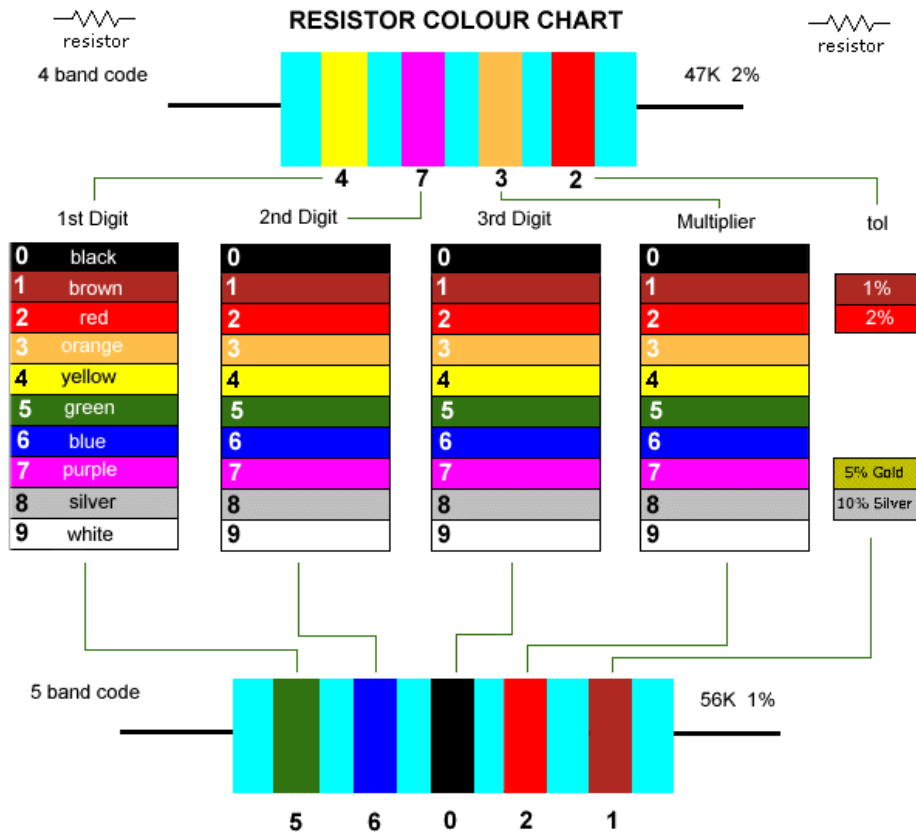 RESISTOR COLOUR CHART
resistor
resistor
4 band code
47K 2%
4 7 3 2
1st Digit 2nd Digit 3rd Digit Multiplier tol
0 black 0 0 0
1 brown 1 1 1 1%
2 red 2 2 2 2%
3 orange 3 3 3
4 yellow 4 4 4
5 green 5 5 5
6 blue 6 6 6
7 purple 7 7 7 5% Gold
8 silver 8 8 8 10% Silver
9 white 9 9 9
5 band code
56K 1%
5 6 0 2 1